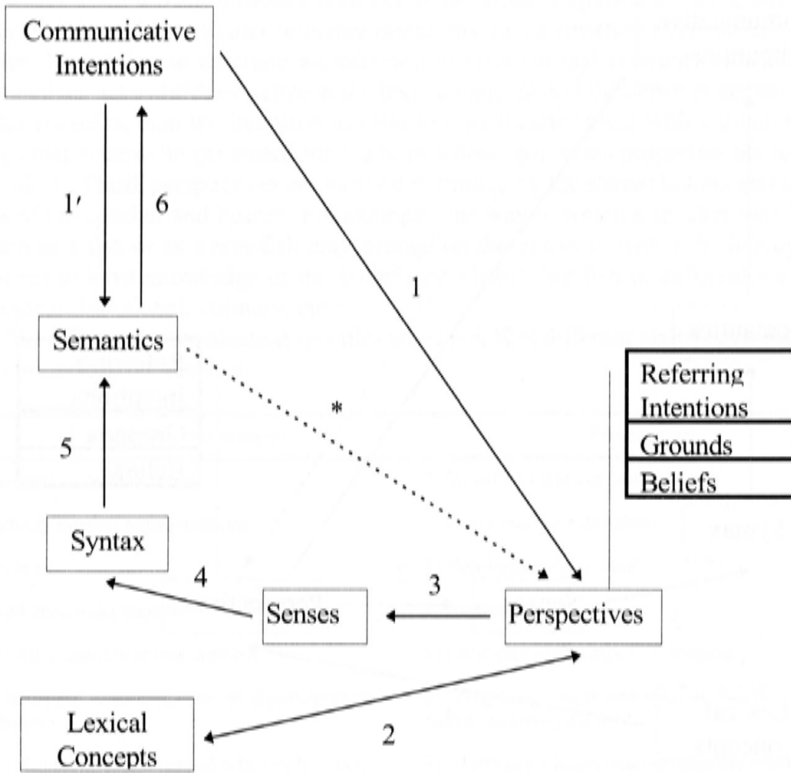 Communicative
Intentions
1′
6
1
Semantics
*
Referring
Intentions
Grounds
Beliefs
5
Syntax
4
Senses
3
Perspectives
2
Lexical
Concepts